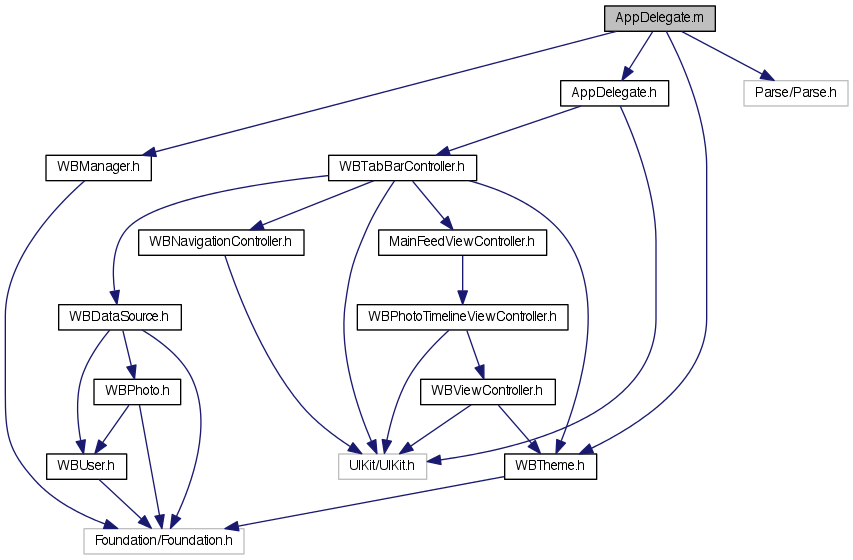 AppDelegate.m
AppDelegate.h
Parse/Parse.h
WBManager.h
WBTabBarController.h
WBNavigationController.h
MainFeedViewController.h
WBDataSource.h
WBPhotoTimelineViewController.h
WBPhoto.h
WBViewController.h
WBUser.h
UIKit/UIKit.h
WBTheme.h
Foundation/Foundation.h